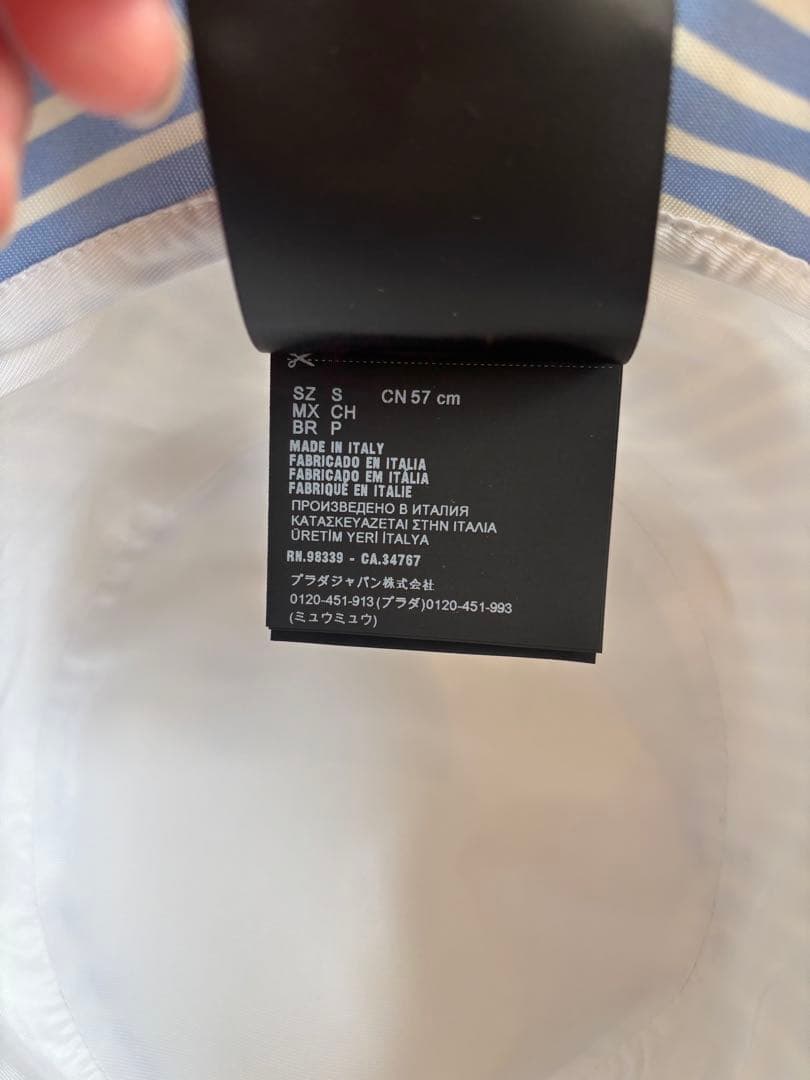 SZ S CN 57 cm
MX CH
BR P
MADE IN ITALY
FABRICADO EN ITALIA
FABRICADO EM ITÁLIA
FABRIQUÉ EN ITALIE
ПРОИЗВЕДЕНО В ИТАЛИЯ
ΚΑΤΑΣΚΕΥΑΖΕΤΑΙ ΣΤΗΝ ΙΤΑΛΙΑ
ÜRETİM YERİ İTALYA
RN.98339 - CA.34767
プラダジャパン株式会社
0120-451-913(プラダ)0120-451-993
(ミュウミュウ)